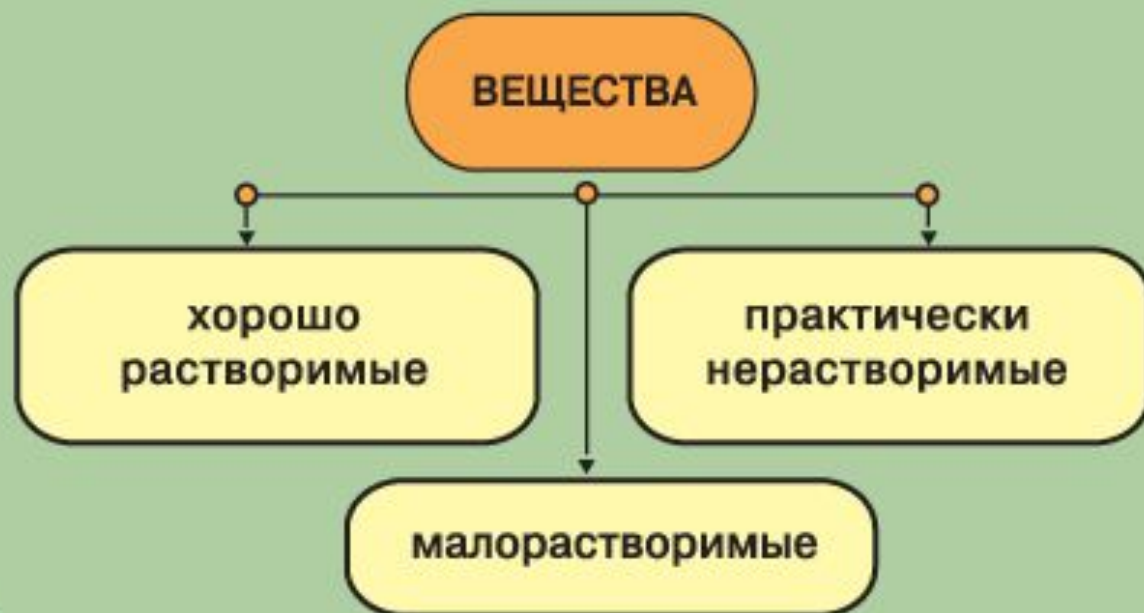 ВЕЩЕСТВА
хорошо
растворимые
практически
нерастворимые
малорастворимые